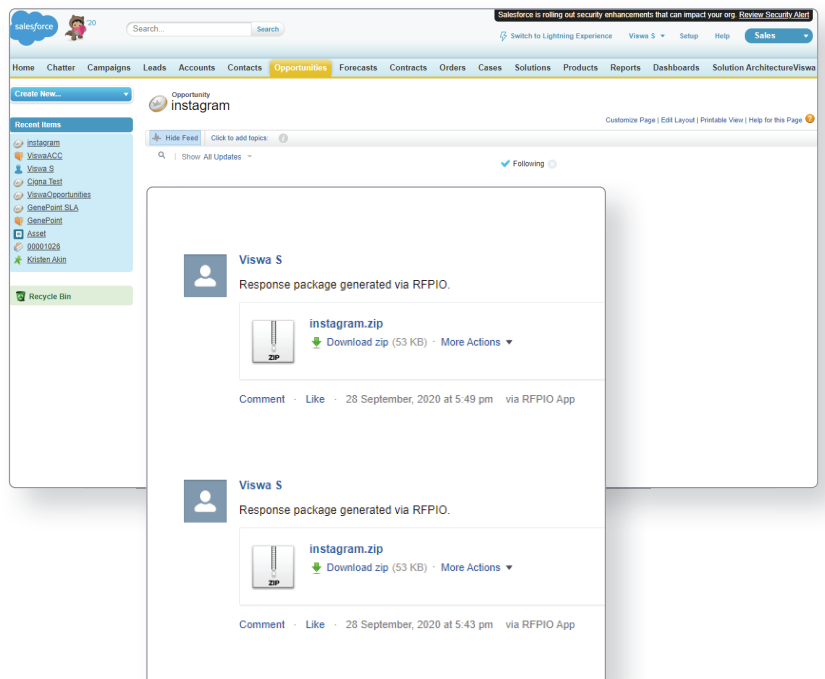 Salesforce is rolling out security enhancements that can impact your org. Review Security Alert
salesforce
'20
Search...
Search
Switch to Lightning Experience
Viswa S
Setup
Help
Sales
Home Chatter Campaigns Leads Accounts Contacts Opportunities Forecasts Contracts Orders Cases Solutions Products Reports Dashboards Solution ArchitectureViswa
Create New...
Recent Items
instagram
ViswaACC
Viswa S
Cigna Test
ViswaOpportunities
GenePoint SLA
GenePoint
Asset
00001026
Kristen Akin
Recycle Bin
Opportunity
instagram
Customize Page | Edit Layout | Printable View | Help for this Page
Hide Feed Click to add topics:
Show All Updates
Following
Viswa S
Response package generated via RFPIO.
instagram.zip
ZIP
Download zip (53 KB) · More Actions
Comment · Like · 28 September, 2020 at 5:49 pm via RFPIO App
Viswa S
Response package generated via RFPIO.
instagram.zip
ZIP
Download zip (53 KB) · More Actions
Comment · Like · 28 September, 2020 at 5:43 pm via RFPIO App